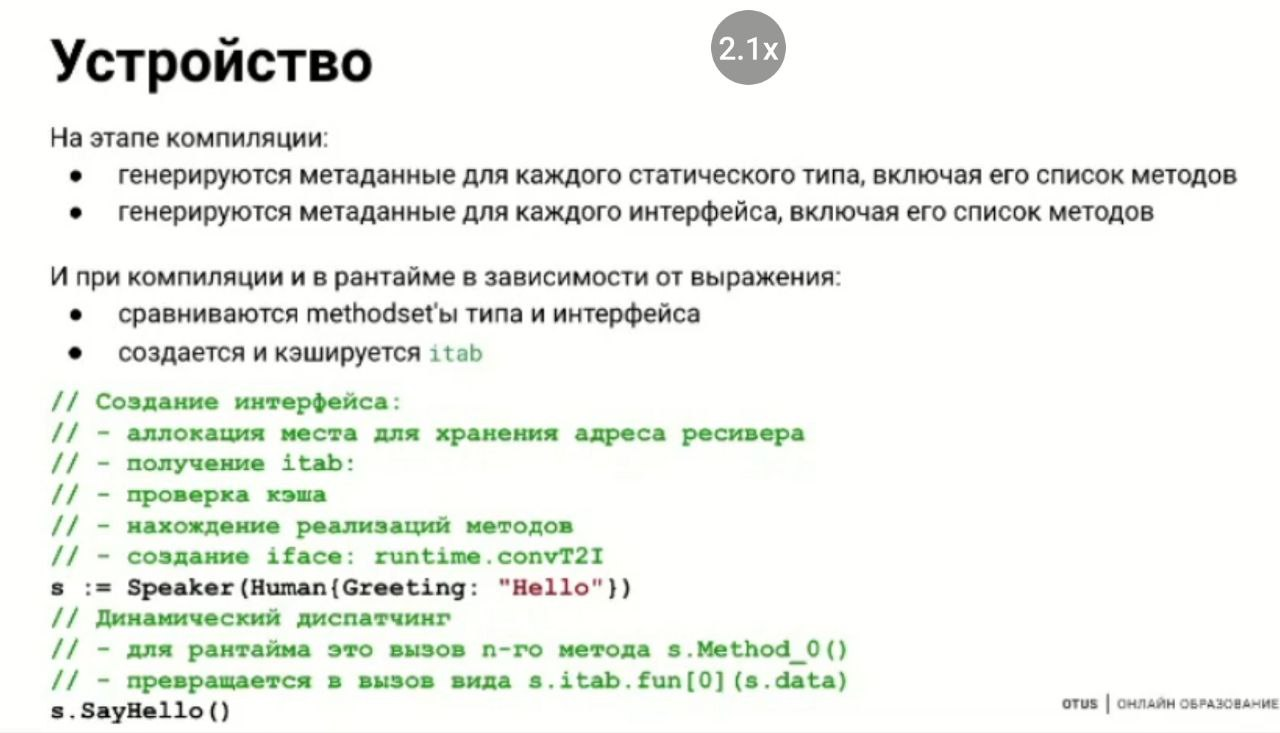 Устройство
2.1x
На этапе компиляции:
● генерируются метаданные для каждого статического типа, включая его список методов
● генерируются метаданные для каждого интерфейса, включая его список методов
И при компиляции и в рантайме в зависимости от выражения:
● сравниваются methodset'ы типа и интерфейса
● создается и кэшируется itab
// Создание интерфейса:
// - аллокация места для хранения адреса ресивера
// - получение itab:
// - проверка кэша
// - нахождение реализаций методов
// - создание iface: runtime.convT2I
s := Speaker(Human{Greeting: "Hello"})
// Динамический диспатчинг
// - для рантайма это вызов n-го метода s.Method_0()
// - превращается в вызов вида s.itab.fun[0](s.data)
s.SayHello()
OTUS | ОНЛАЙН ОБРАЗОВАНИЕ